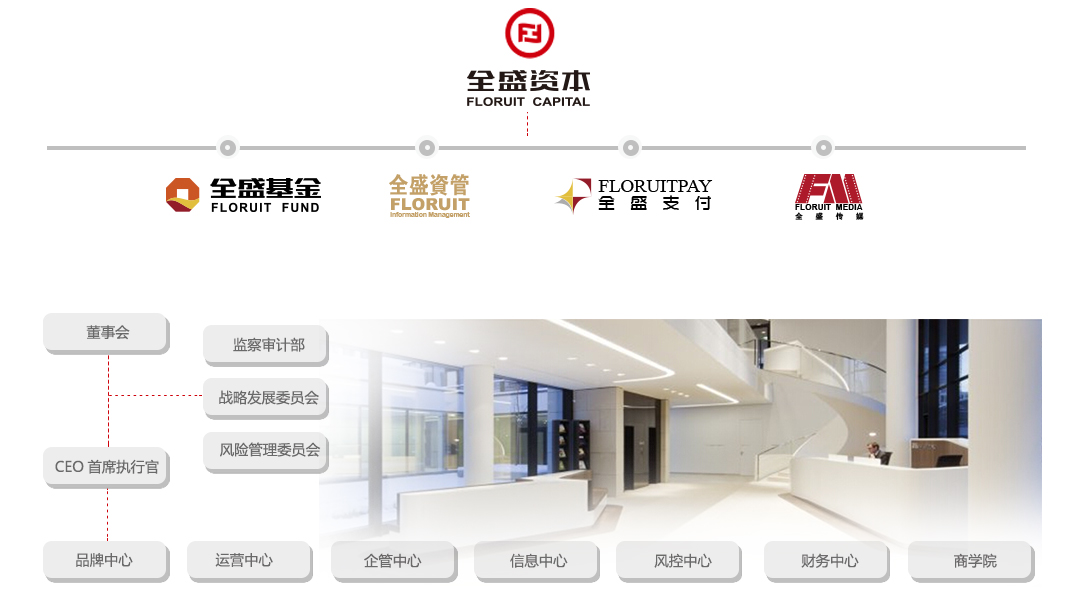 全盛资本
FLORUIT CAPITAL
全盛基金
FLORUIT FUND
全盛資管
FLORUIT
Information Management
FLORUITPAY
全盛支付
FLORUIT MEDIA
全盛传媒
董事会
监察审计部
战略发展委员会
风险管理委员会
CEO 首席执行官
品牌中心
运营中心
企管中心
信息中心
风控中心
财务中心
商学院